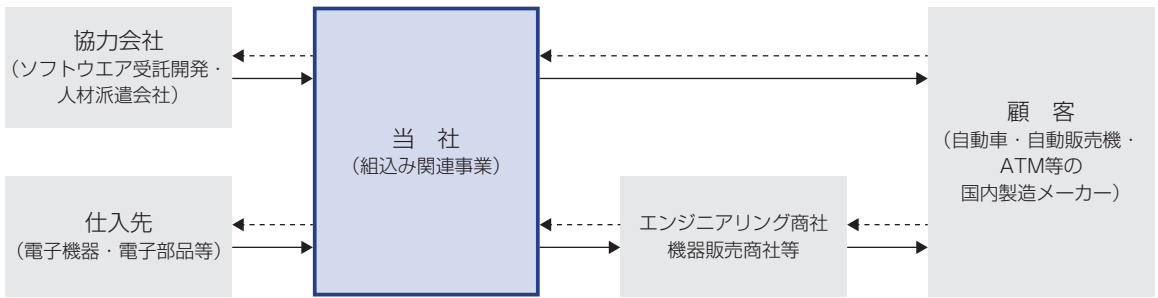 協力会社
（ソフトウエア受託開発・
人材派遣会社）
仕入先
（電子機器・電子部品等）
当　社
（組込み関連事業）
エンジニアリング商社
機器販売商社等
顧　客
（自動車・自動販売機・
ATM等の
国内製造メーカー）